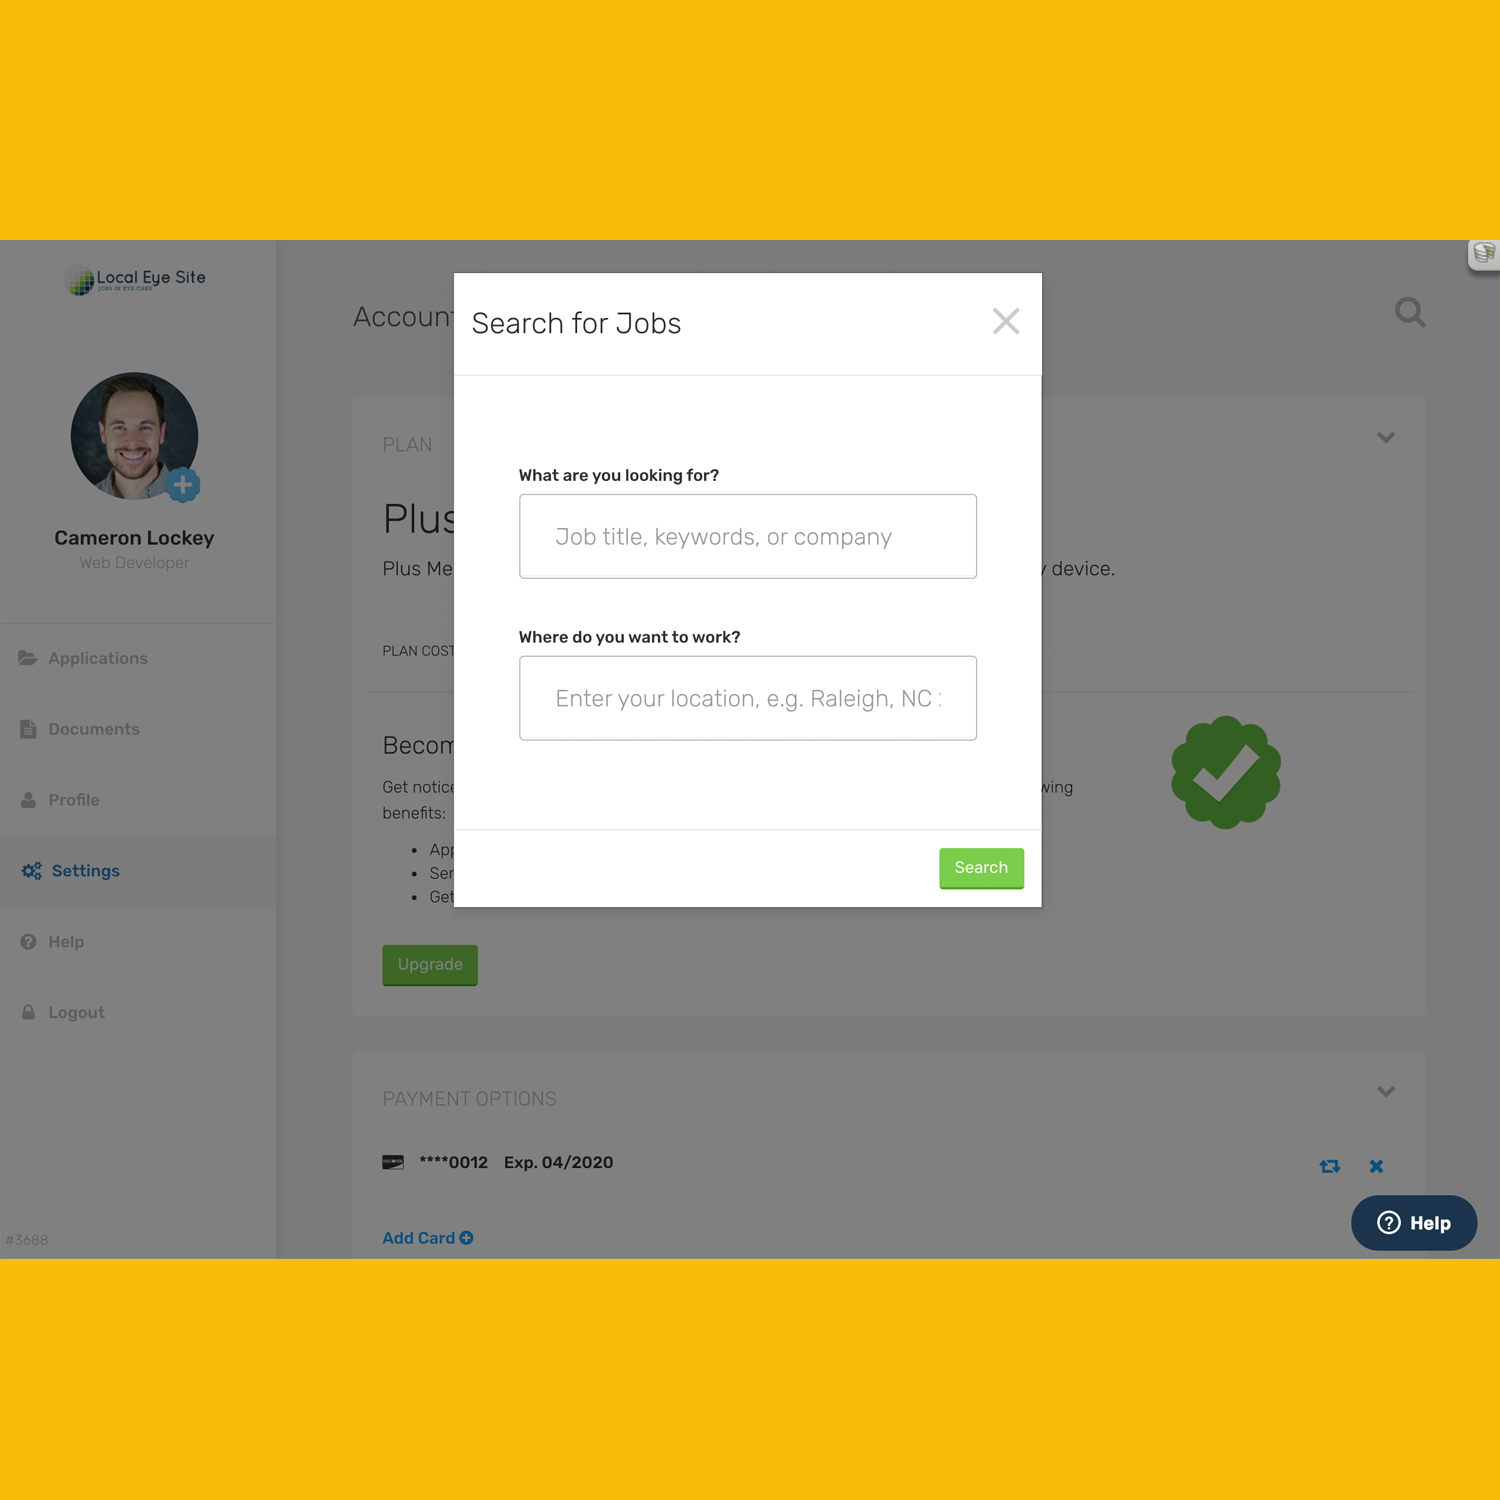 Local Eye Site
JOBS IN EYE CARE
Cameron Lockey
Web Developer
Applications
Documents
Profile
Settings
Help
Logout
#3688
Account
PLAN
Plus
Plus Me
y device.
PLAN COST
Becom
Get notice
wing
benefits:
App
Ser
Get
Upgrade
Search for Jobs
What are you looking for?
Job title, keywords, or company
Where do you want to work?
Enter your location, e.g. Raleigh, NC
Search
PAYMENT OPTIONS
DISCOVER
****0012 Exp. 04/2020
Add Card
Help